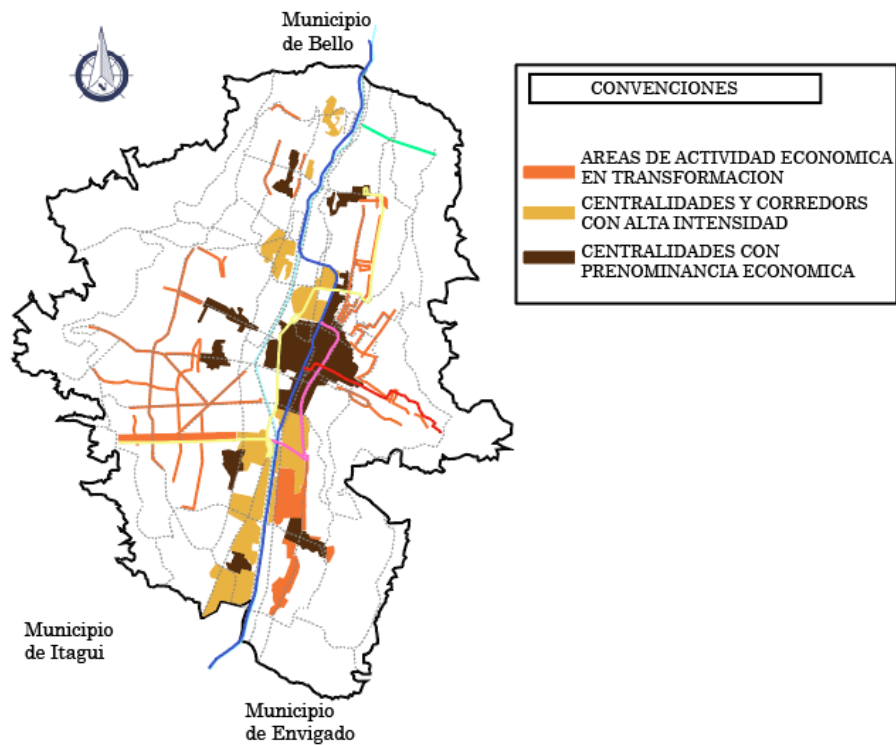 Municipio
de Bello
CONVENCIONES
AREAS DE ACTIVIDAD ECONOMICA
EN TRANSFORMACION
CENTRALIDADES Y CORREDORS
CON ALTA INTENSIDAD
CENTRALIDADES CON
PRENOMINANCIA ECONOMICA
Municipio
de Itagui
Municipio
de Envigado